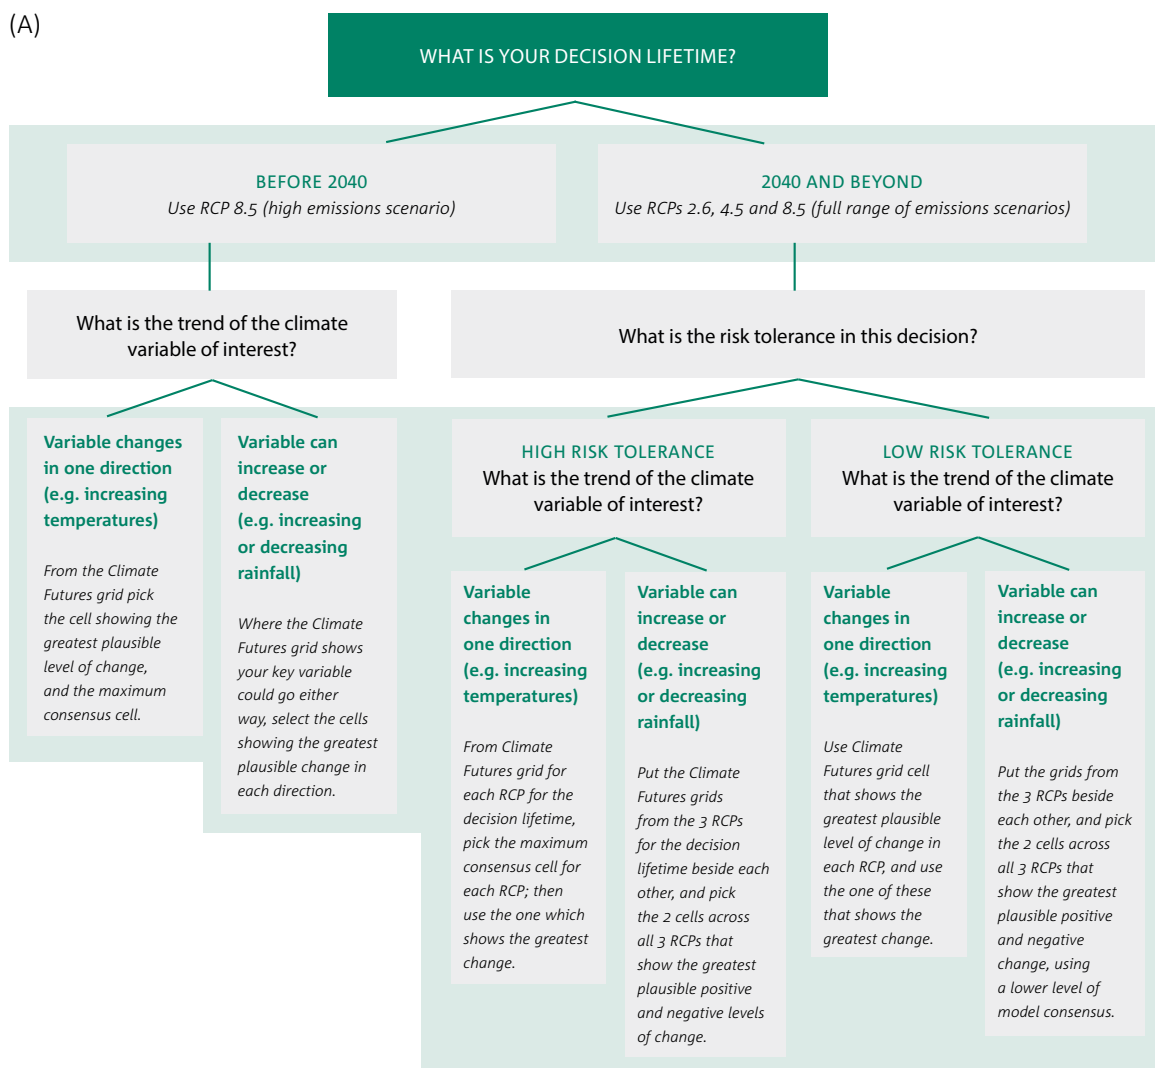 (A)
WHAT IS YOUR DECISION LIFETIME?
BEFORE 2040
Use RCP 8.5 (high emissions scenario)
2040 AND BEYOND
Use RCPs 2.6, 4.5 and 8.5 (full range of emissions scenarios)
What is the trend of the climate
variable of interest?
What is the risk tolerance in this decision?
Variable changes
in one direction
(e.g. increasing
temperatures)
From the Climate
Futures grid pick
the cell showing the
greatest plausible
level of change,
and the maximum
consensus cell.
Variable can
increase or
decrease
(e.g. increasing
or decreasing
rainfall)
Where the Climate
Futures grid shows
your key variable
could go either
way, select the cells
showing the greatest
plausible change in
each direction.
HIGH RISK TOLERANCE
What is the trend of the climate
variable of interest?
LOW RISK TOLERANCE
What is the trend of the climate
variable of interest?
Variable
changes in
one direction
(e.g. increasing
temperatures)
From Climate
Futures grid for
each RCP for the
decision lifetime,
pick the maximum
consensus cell for
each RCP; then
use the one which
shows the greatest
change.
Variable can
increase or
decrease
(e.g. increasing
or decreasing
rainfall)
Put the Climate
Futures grids
from the 3 RCPs
for the decision
lifetime beside each
other, and pick
the 2 cells across
all 3 RCPs that
show the greatest
plausible positive
and negative levels
of change.
Variable
changes in
one direction
(e.g. increasing
temperatures)
Use Climate
Futures grid cell
that shows the
greatest plausible
level of change in
each RCP, and use
the one of these
that shows the
greatest change.
Variable can
increase or
decrease
(e.g. increasing
or decreasing
rainfall)
Put the grids from
the 3 RCPs beside
each other, and pick
the 2 cells across
all 3 RCPs that
show the greatest
plausible positive
and negative
change, using
a lower level of
model consensus.